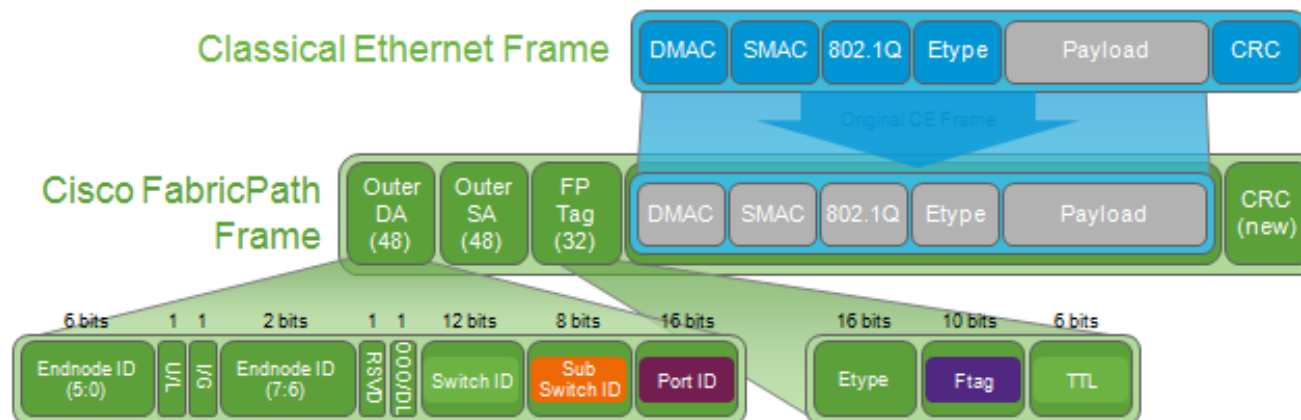 Classical Ethernet Frame
DMAC SMAC 802.1Q Etype Payload CRC
Original CE Frame
Cisco FabricPath
Frame
Outer
DA
(48)
Outer
SA
(48)
FP
Tag
(32)
DMAC SMAC 802.1Q Etype Payload
CRC
(new)
6 bits 1 1 2 bits 1 1 12 bits 8 bits 16 bits
Endnode ID
(5:0)
U/L
I/G
Endnode ID
(7:6)
RSVD
OOO/DL
Switch ID
Sub
Switch ID
Port ID
16 bits 10 bits 6 bits
Etype Ftag TTL